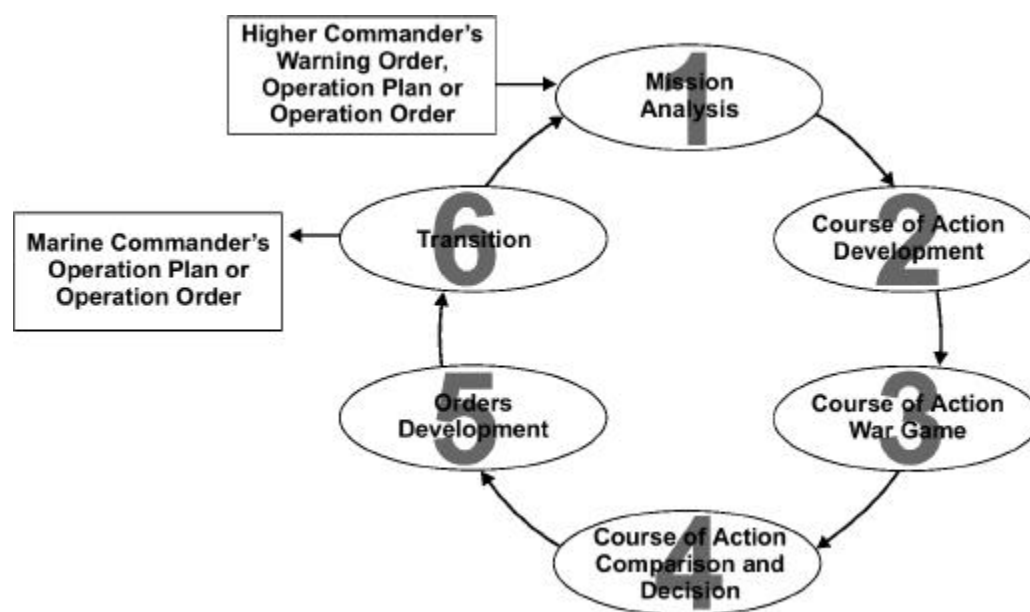 Higher Commander's
Warning Order,
Operation Plan or
Operation Order
1
Mission
Analysis
2
Course of Action
Development
3
Course of Action
War Game
4
Course of Action
Comparison and
Decision
5
Orders
Development
6
Transition
Marine Commander's
Operation Plan or
Operation Order